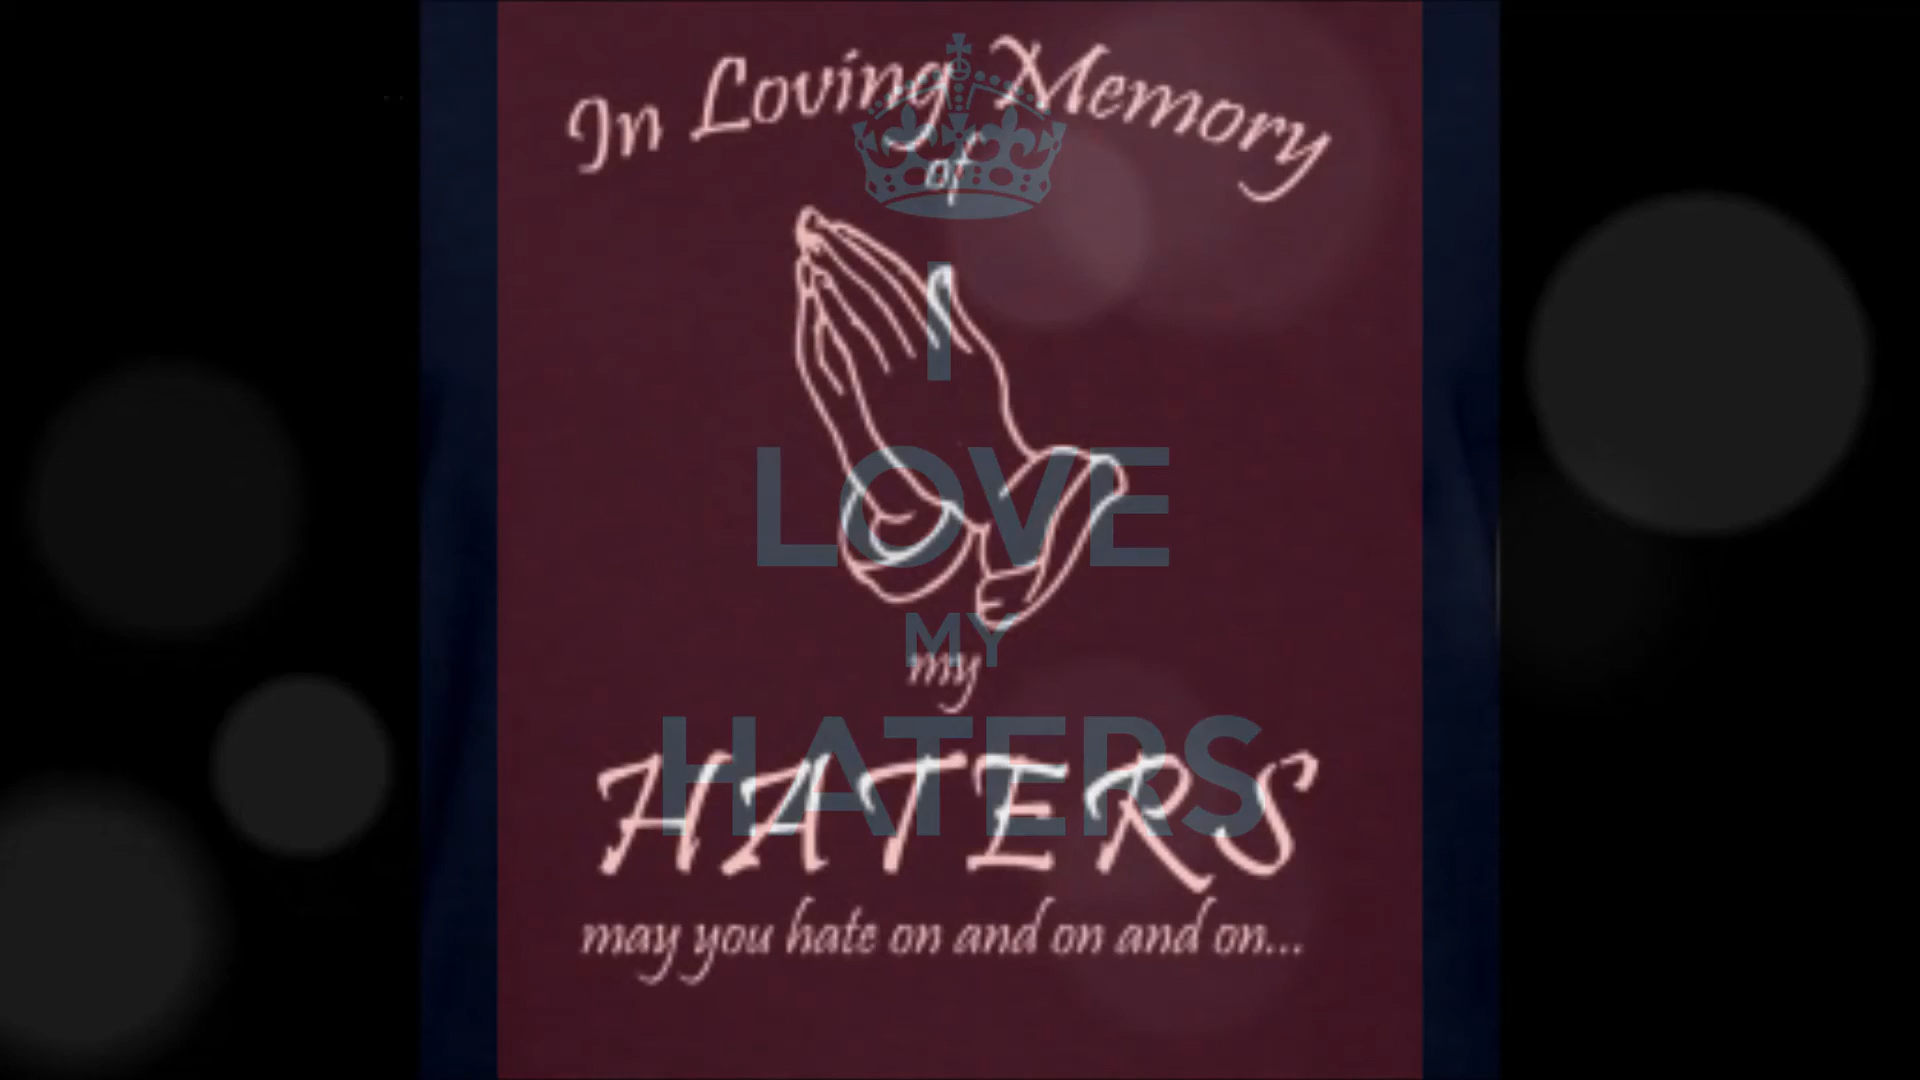 In Loving Memory
of
I
LOVE
MY
my
HATERS
HATERS
may you hate on and on and on...